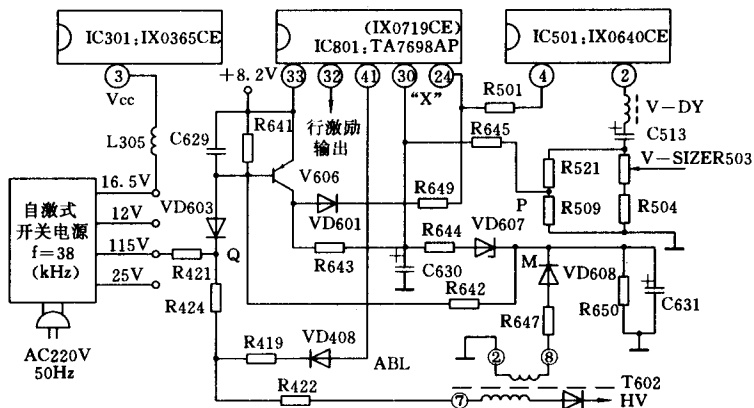 (IX0719CE)
IC301:IX0365CE
IC801:TA7698AP
IC501:IX0640CE
3
33
32
41
30
24
4
2
Vcc
+8.2V
"X"
R501
V-DY
C629
R641
行激励
输出
R645
C513
L305
V606
R521
V-SIZER503
16.5V
R649
P
自激式
开关电源
f=38
(kHz)
12V
VD603
VD601
R509
R504
115V
Q
R643
R644
VD607
R421
C630
M
VD608
25V
R424
R642
R650
C631
R647
AC220V
50Hz
R419
VD408
ABL
2
8
R422
7
T602
HV